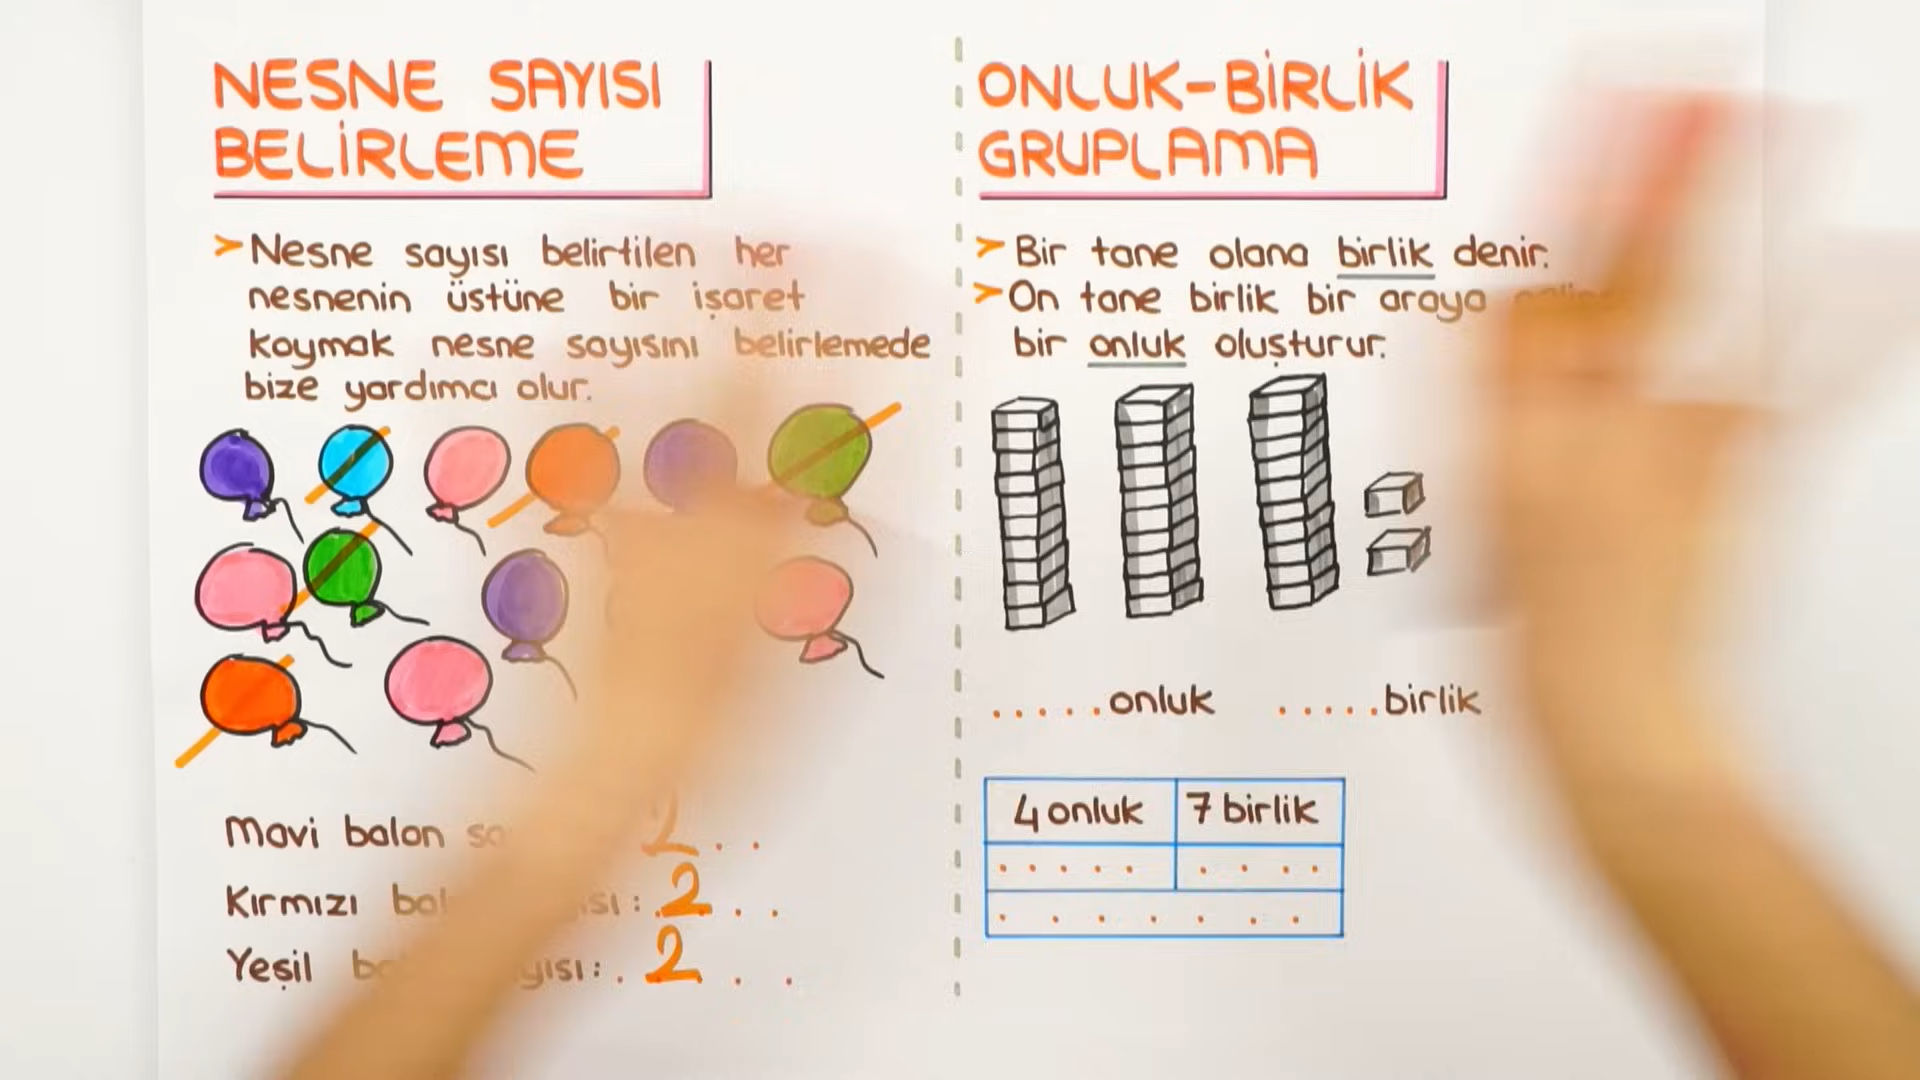 NESNE SAYISI
BELİRLEME
➤ Nesne sayısı belirtilen her
nesnenin üstüne bir işaret
koymak nesne sayısını belirlemede
bize yardımcı olur.
Mavi balon 2..
Kırmızı : .2..
Yeşil : .2..
ONLUK-BİRLİK
GRUPLAMA
➤ Bir tane olana birlik denir.
➤ On tane birlik bir araya
bir onluk oluşturur.
.....onluk .....birlik
4 onluk 7 birlik
..... ....
.......